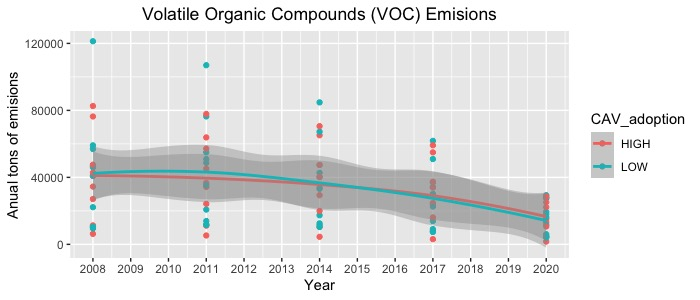 Volatile Organic Compounds (VOC) Emisions
Anual tons of emisions
120000
80000
40000
0
2008 2009 2010 2011 2012 2013 2014 2015 2016 2017 2018 2019 2020
Year
CAV_adoption
HIGH
LOW